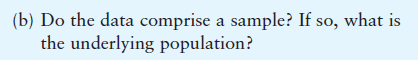 (b) Do the data comprise a sample? If so, what is
the underlying population?